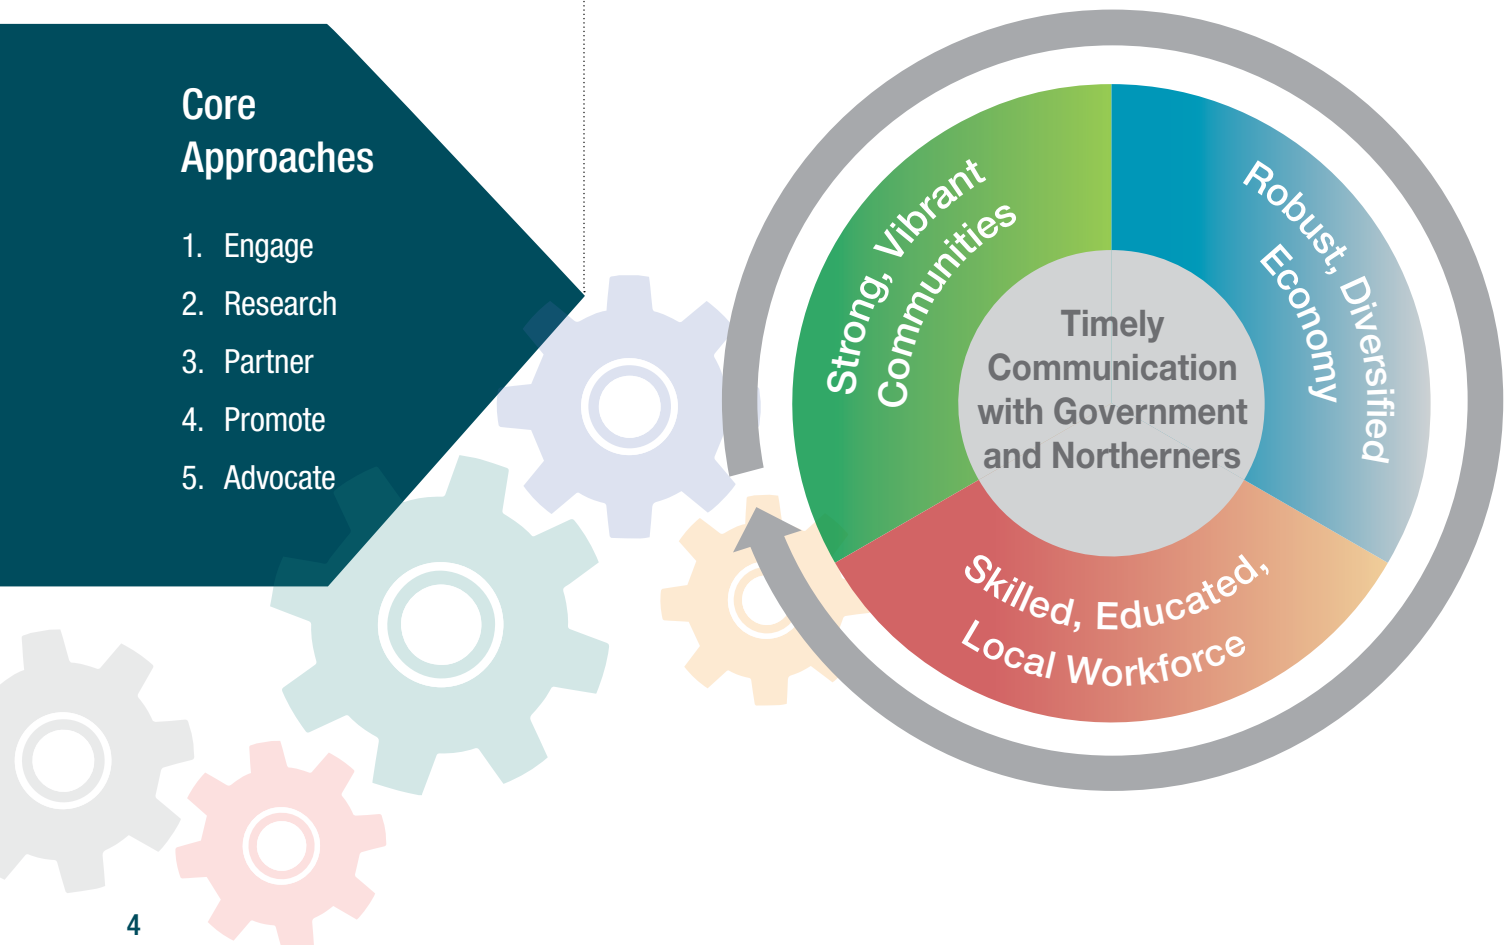 Core
Approaches
1. Engage
2. Research
3. Partner
4. Promote
5. Advocate
Strong, Vibrant
Communities
Robust, Diversified
Economy
Timely
Communication
with Government
and Northerners
Skilled, Educated,
Local Workforce
4